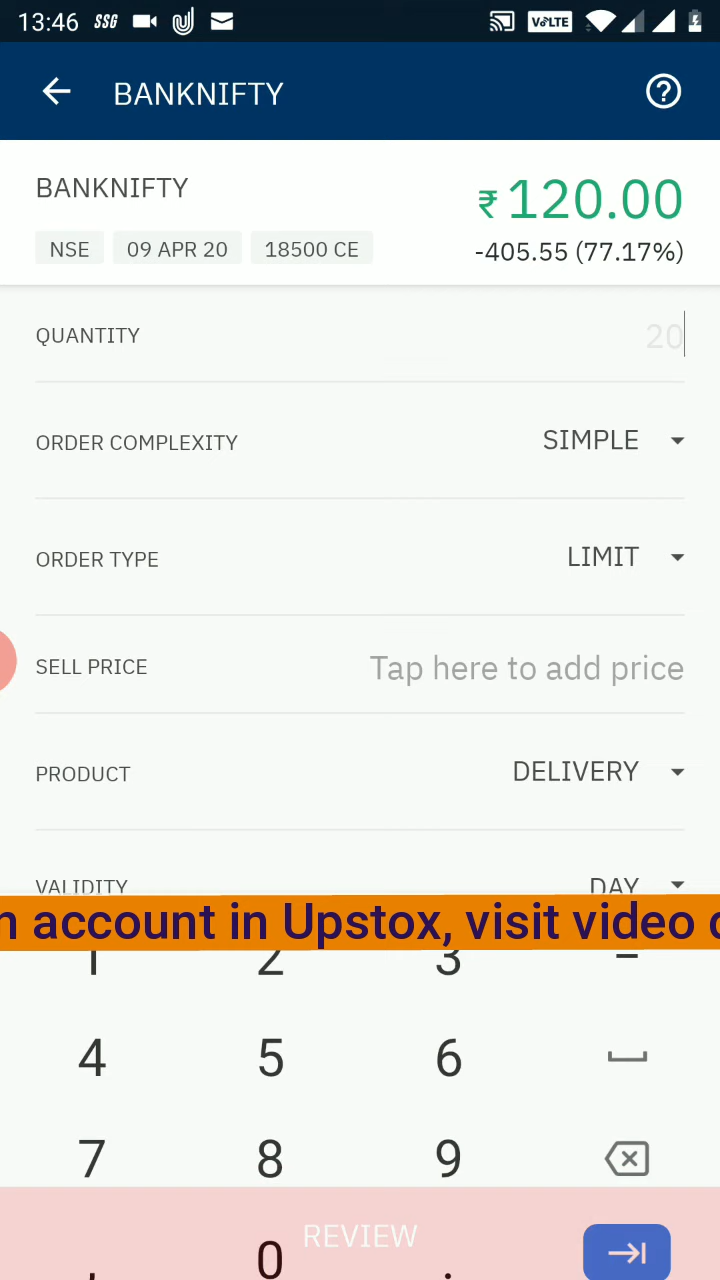 13:46 SSG VoLTE
BANKNIFTY
BANKNIFTY
₹120.00
NSE 09 APR 20 18500 CE
-405.55 (77.17%)
QUANTITY 20
ORDER COMPLEXITY SIMPLE
ORDER TYPE LIMIT
SELL PRICE Tap here to add price
PRODUCT DELIVERY
VALIDITY DAY
account in Upstox, visit video
1 2 3 -
4 5 6
7 8 9
REVIEW
, 0 .